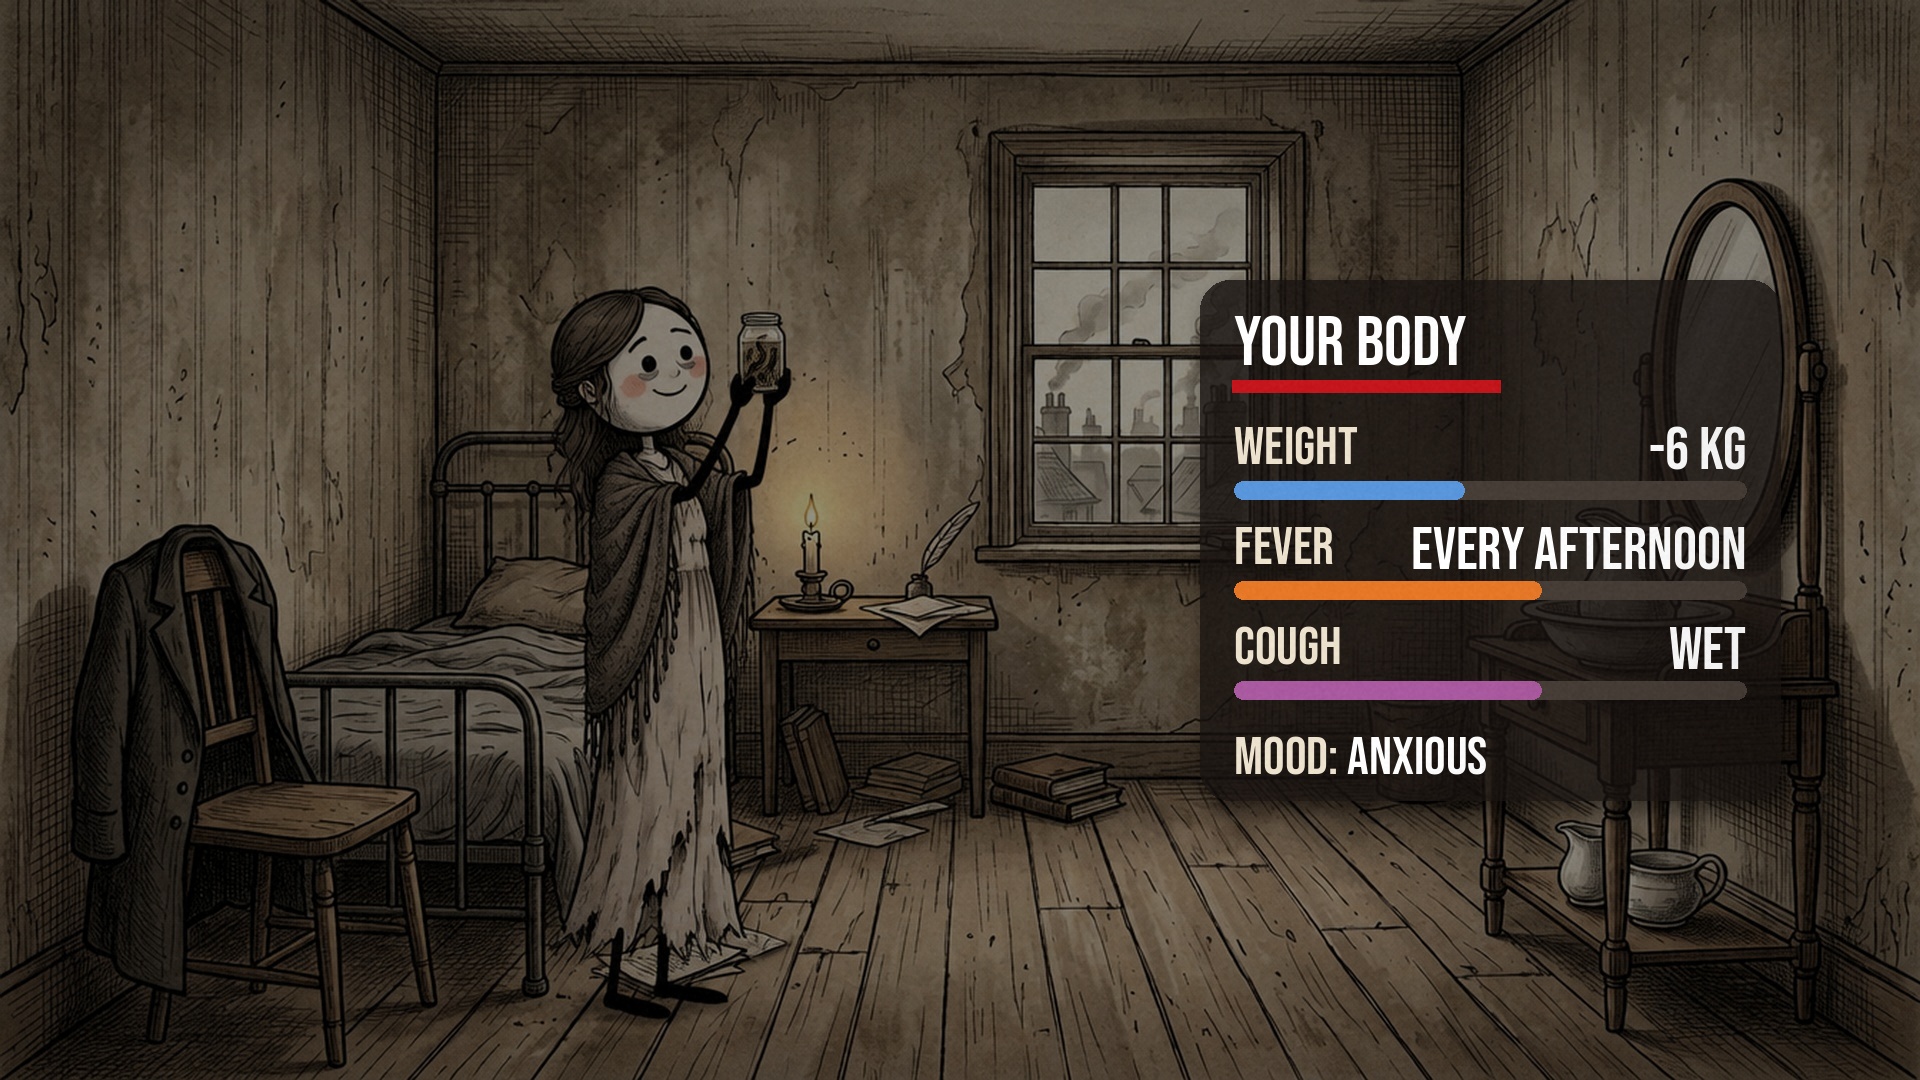 YOUR BODY
WEIGHT -6 KG
FEVER EVERY AFTERNOON
COUGH WET
MOOD: ANXIOUS